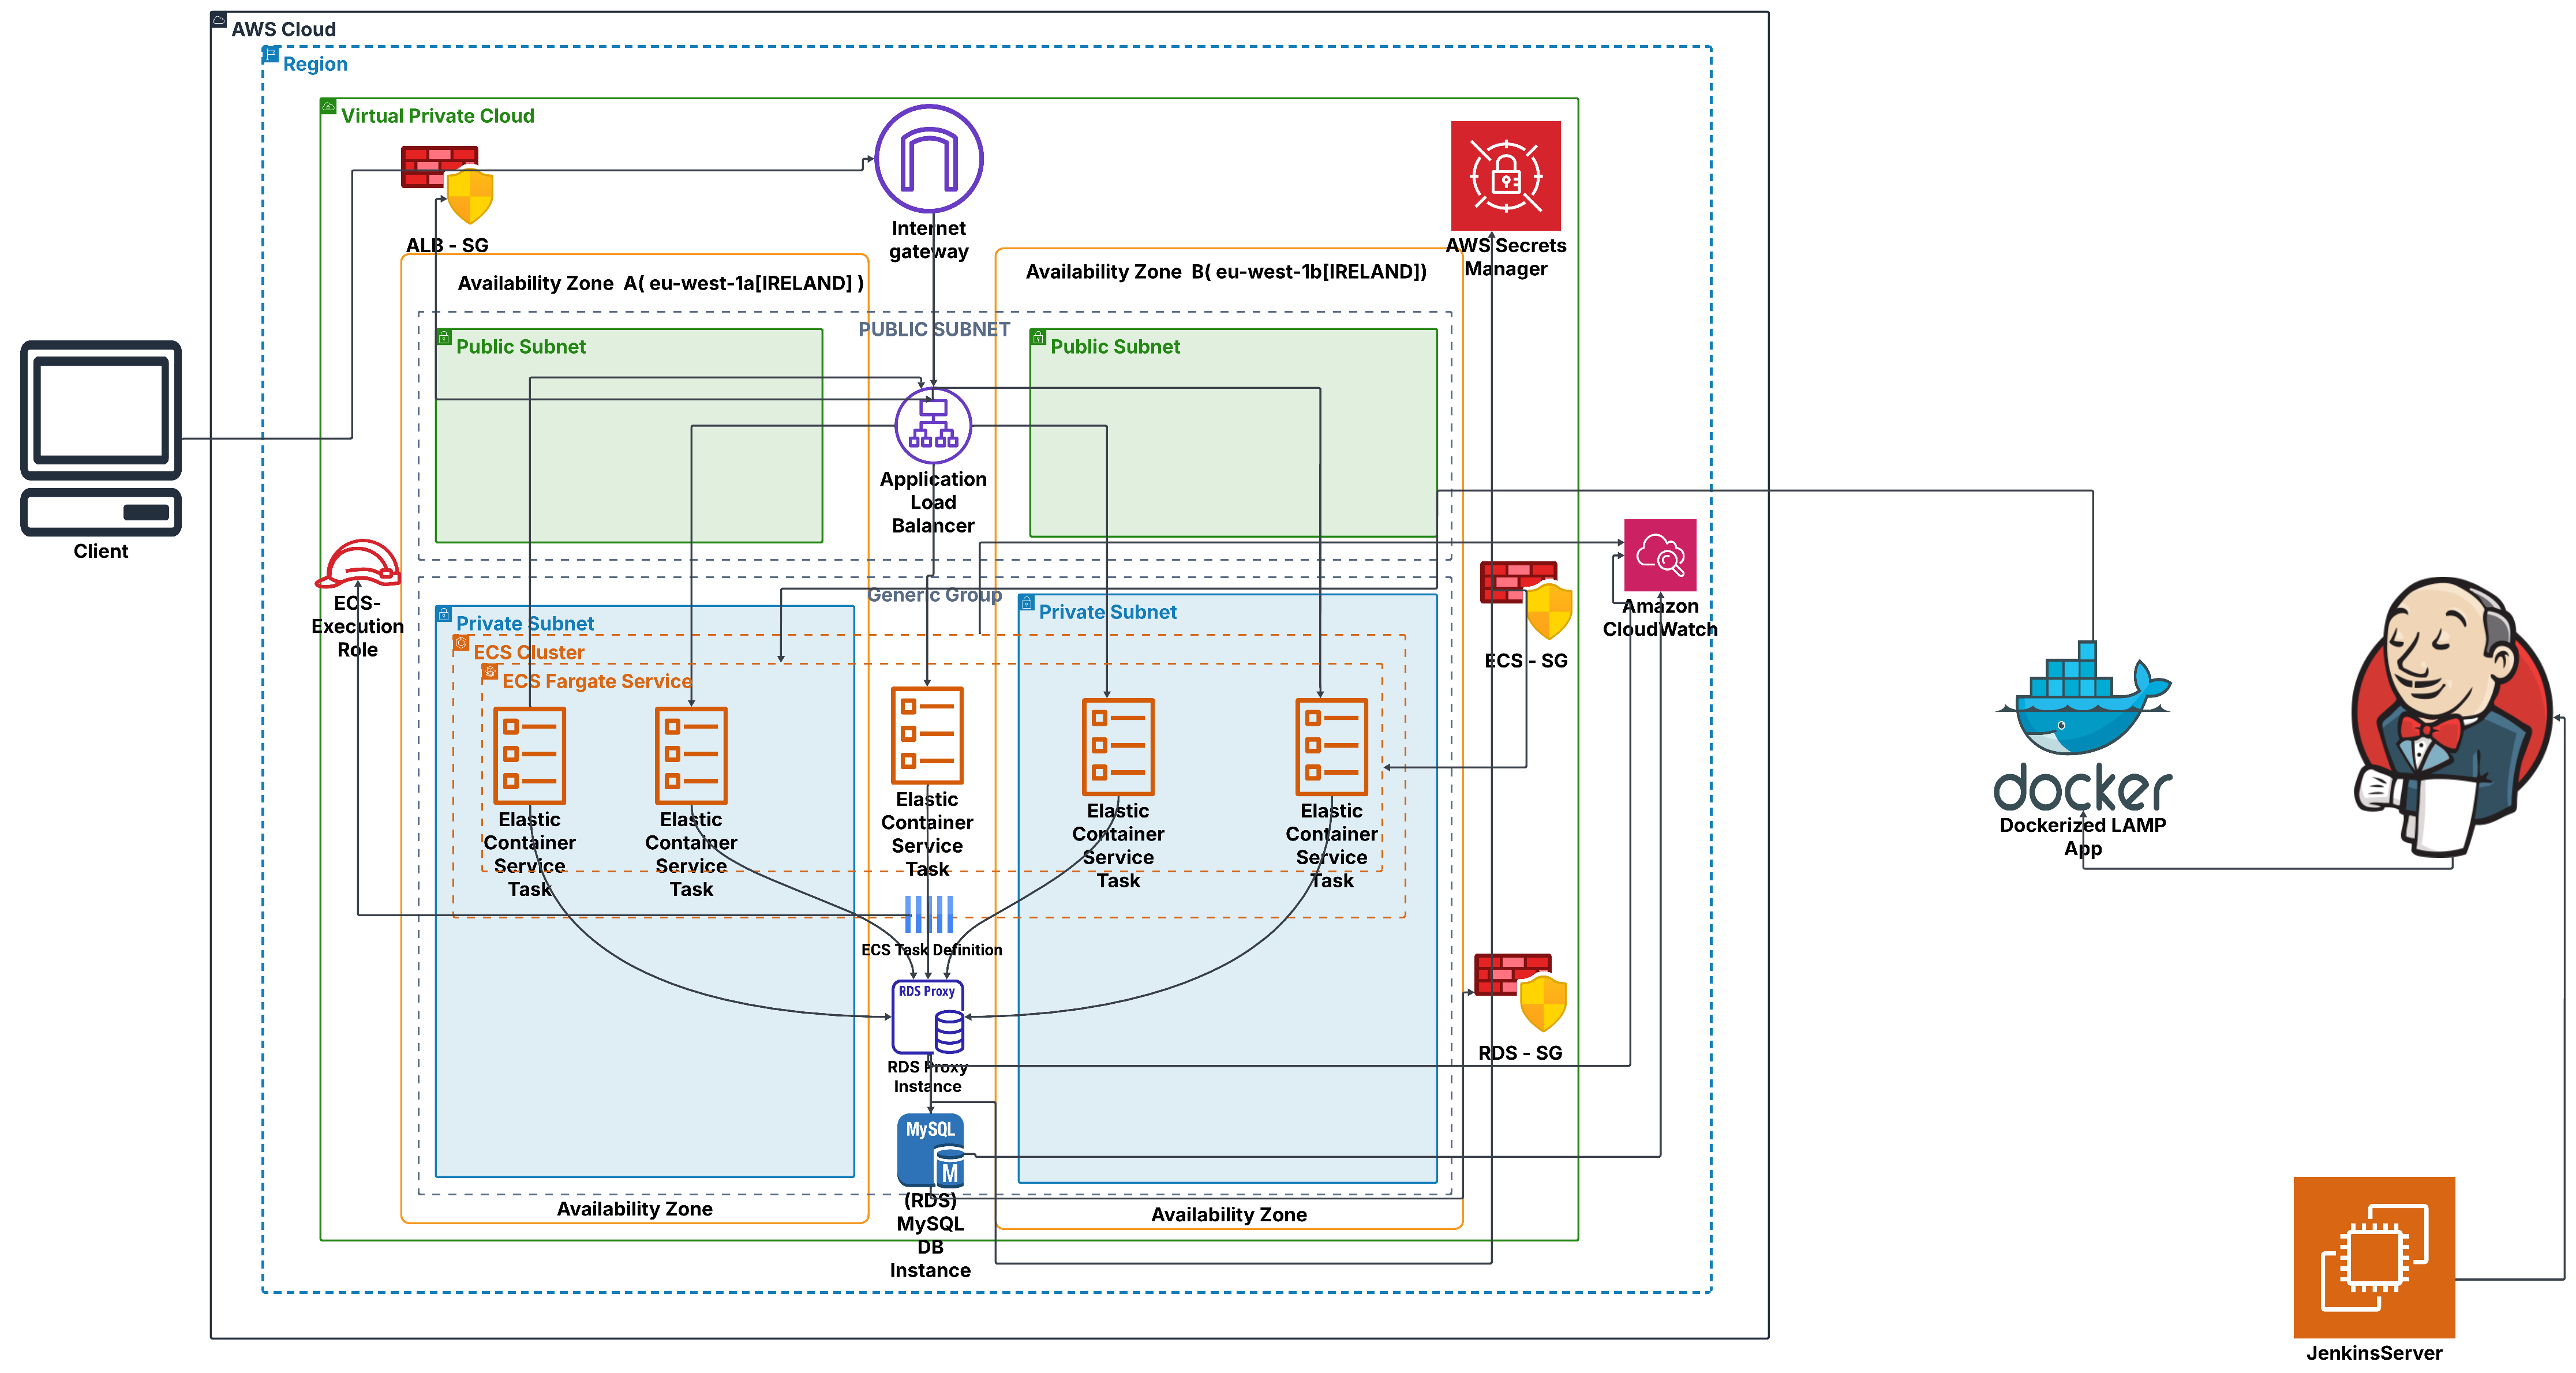 AWS Cloud
Region
Virtual Private Cloud
ALB - SG
Internet
gateway
AWS Secrets
Manager
Availability Zone A( eu-west-1a[IRELAND] )
Availability Zone B( eu-west-1b[IRELAND])
PUBLIC SUBNET
Public Subnet
Public Subnet
Application
Load
Balancer
Client
ECS-
Execution
Role
Generic Group
Private Subnet
Private Subnet
ECS Cluster
ECS Fargate Service
ECS - SG
Amazon
CloudWatch
Elastic
Container
Service
Task
Elastic
Container
Service
Task
Elastic
Container
Service
Task
Elastic
Container
Service
Task
Elastic
Container
Service
Task
docker
Dockerized LAMP
App
ECS Task Definition
RDS Proxy
RDS Proxy
Instance
RDS - SG
MySQL
M
(RDS)
MySQL
DB
Instance
Availability Zone
Availability Zone
JenkinsServer